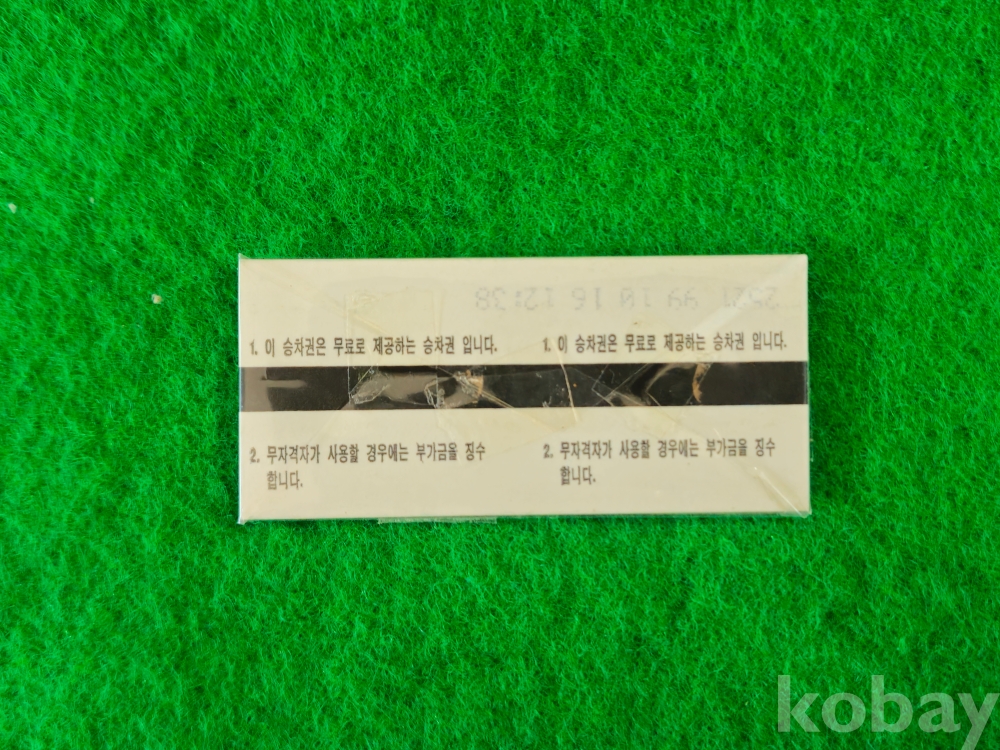 2521 99 10 16 12:38
1. 이 승차권은 무료로 제공하는 승차권 입니다.
1. 이 승차권은 무료로 제공하는 승차권 입니다.
2. 무자격자가 사용할 경우에는 부가금을 징수
합니다.
2. 무자격자가 사용할 경우에는 부가금을 징수
합니다.
kobay